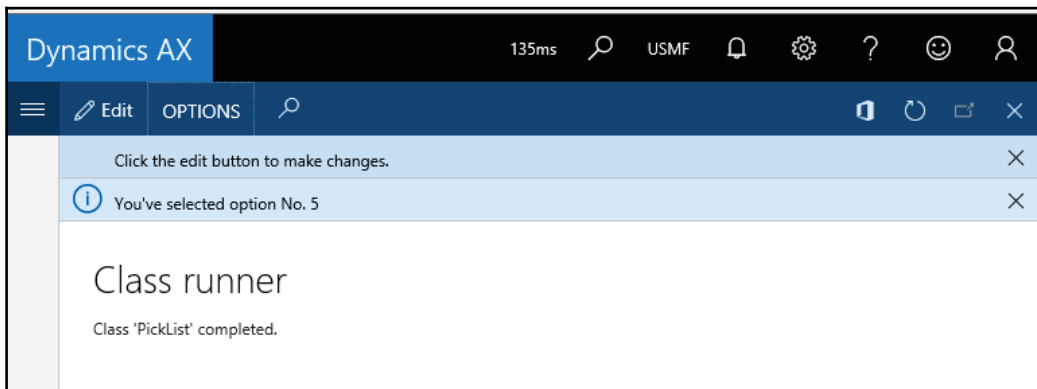 Dynamics AX 135ms USMF ?
Edit OPTIONS
Click the edit button to make changes.
You've selected option No. 5
Class runner
Class 'PickList' completed.